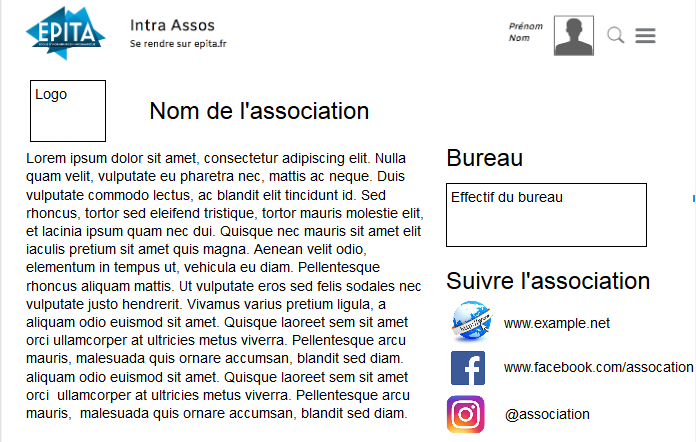 EPITA
Intra Assos
Se rendre sur epita.fr
Prénom
Nom
Logo
Nom de l'association
Lorem ipsum dolor sit amet, consectetur adipiscing elit. Nulla
quam velit, vulputate eu pharetra nec, mattis ac neque. Duis
vulputate commodo lectus, ac blandit elit tincidunt id. Sed
rhoncus, tortor sed eleifend tristique, tortor mauris molestie elit,
et lacinia ipsum quam nec dui. Quisque nec mauris sit amet elit
iaculis pretium sit amet quis magna. Aenean velit odio,
elementum in tempus ut, vehicula eu diam. Pellentesque
rhoncus aliquam mattis. Ut vulputate eros sed felis sodales nec
vulputate justo hendrerit. Vivamus varius pretium ligula, a
aliquam odio euismod sit amet. Quisque laoreet sem sit amet
orci ullamcorper at ultricies metus viverra. Pellentesque arcu
mauris, malesuada quis ornare accumsan, blandit sed diam.
aliquam odio euismod sit amet. Quisque laoreet sem sit amet
orci  ullamcorper at ultricies metus viverra. Pellentesque arcu
mauris,  malesuada quis ornare accumsan, blandit sed diam.
Bureau
Effectif du bureau
Suivre l'association
www.example.net
www.facebook.com/assocation
@association